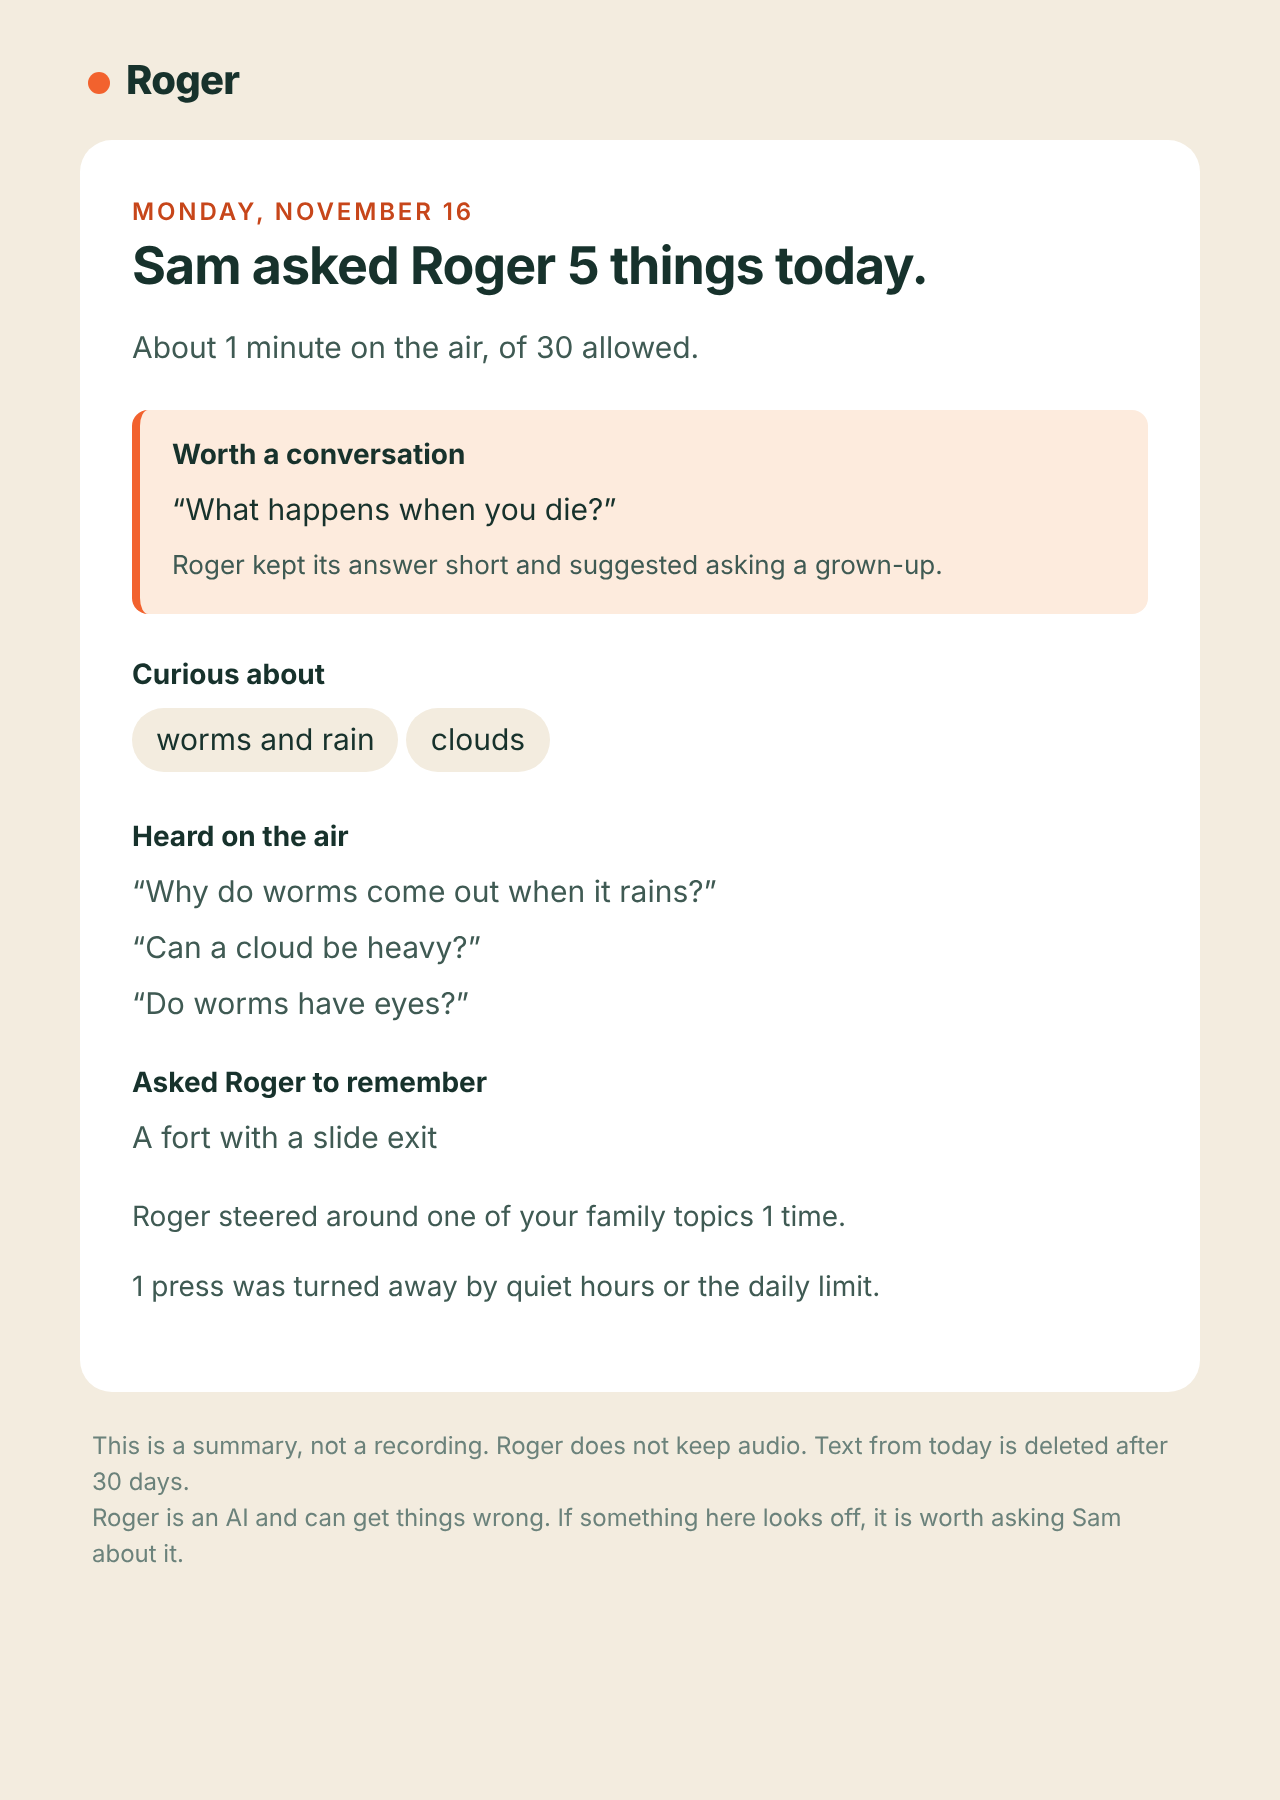 Roger
MONDAY, NOVEMBER 16
Sam asked Roger 5 things today.
About 1 minute on the air, of 30 allowed.
Worth a conversation
“What happens when you die?”
Roger kept its answer short and suggested asking a grown-up.
Curious about
worms and rain clouds
Heard on the air
“Why do worms come out when it rains?”
“Can a cloud be heavy?”
“Do worms have eyes?”
Asked Roger to remember
A fort with a slide exit
Roger steered around one of your family topics 1 time.
1 press was turned away by quiet hours or the daily limit.
This is a summary, not a recording. Roger does not keep audio. Text from today is deleted after
30 days.
Roger is an AI and can get things wrong. If something here looks off, it is worth asking Sam
about it.